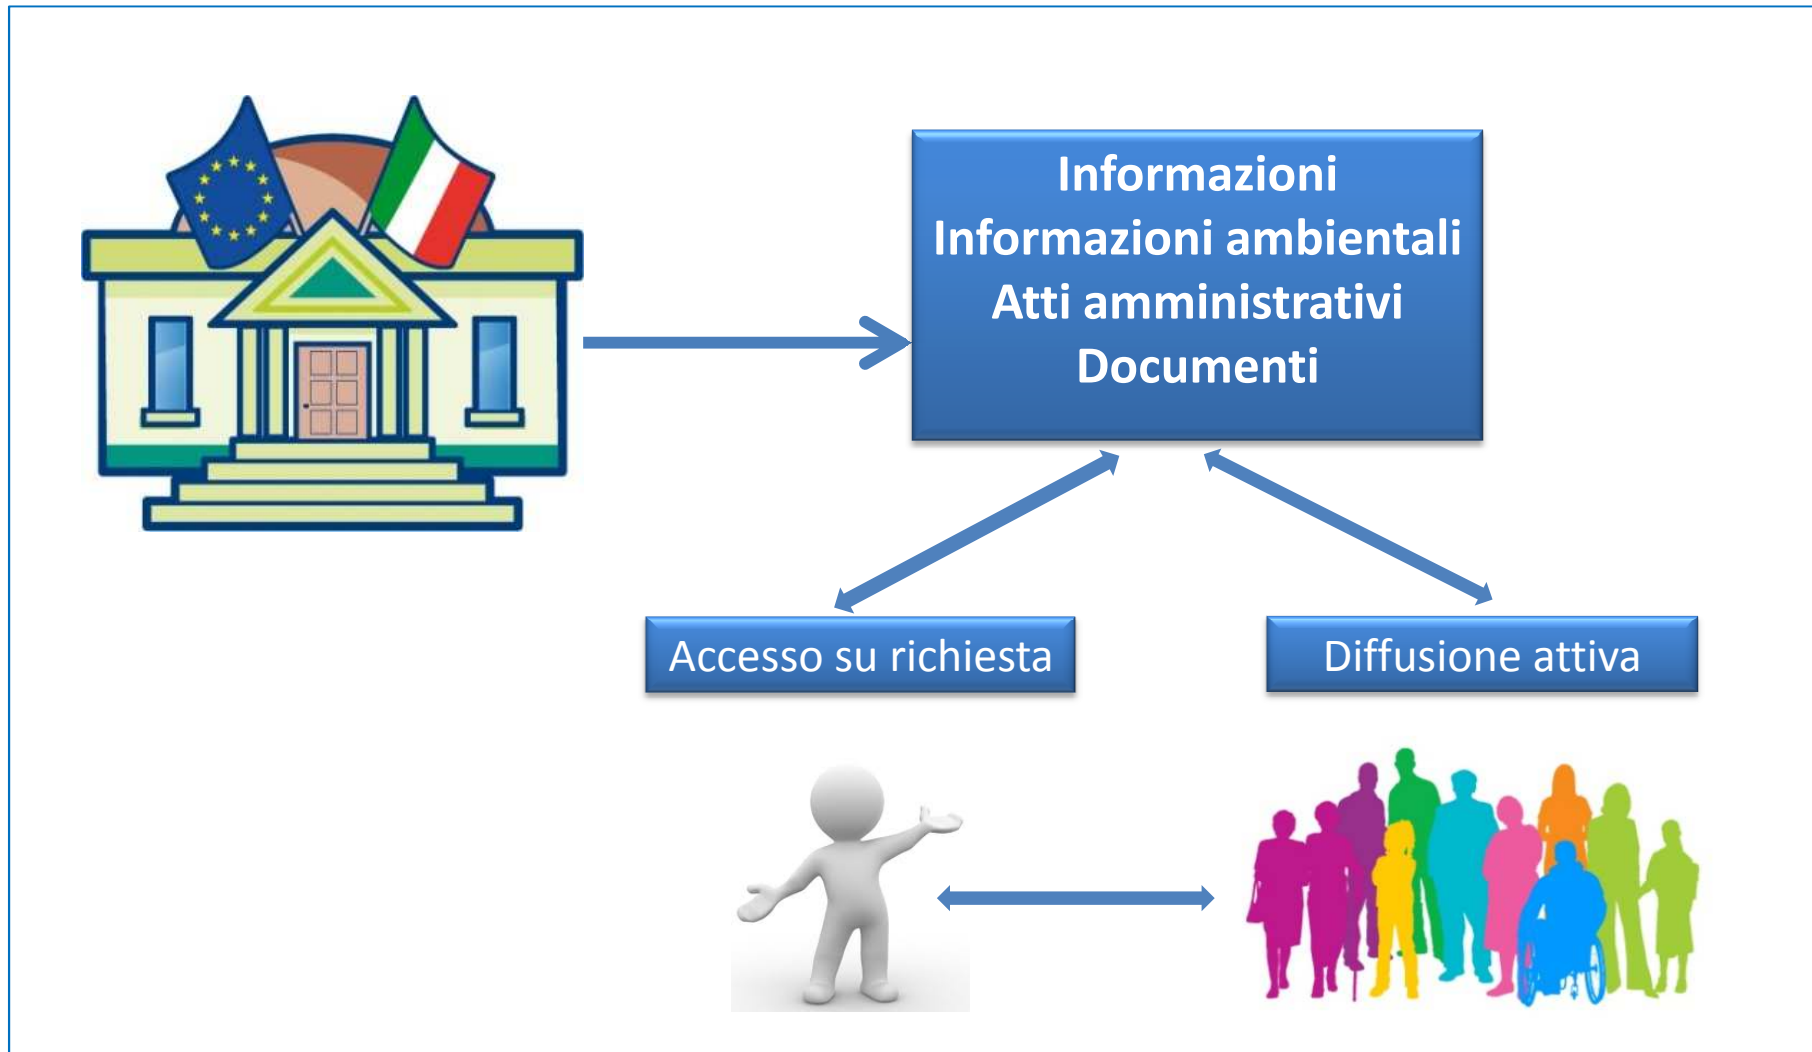 Informazioni
Informazioni ambientali
Atti amministrativi
Documenti
Accesso su richiesta
Diffusione attiva